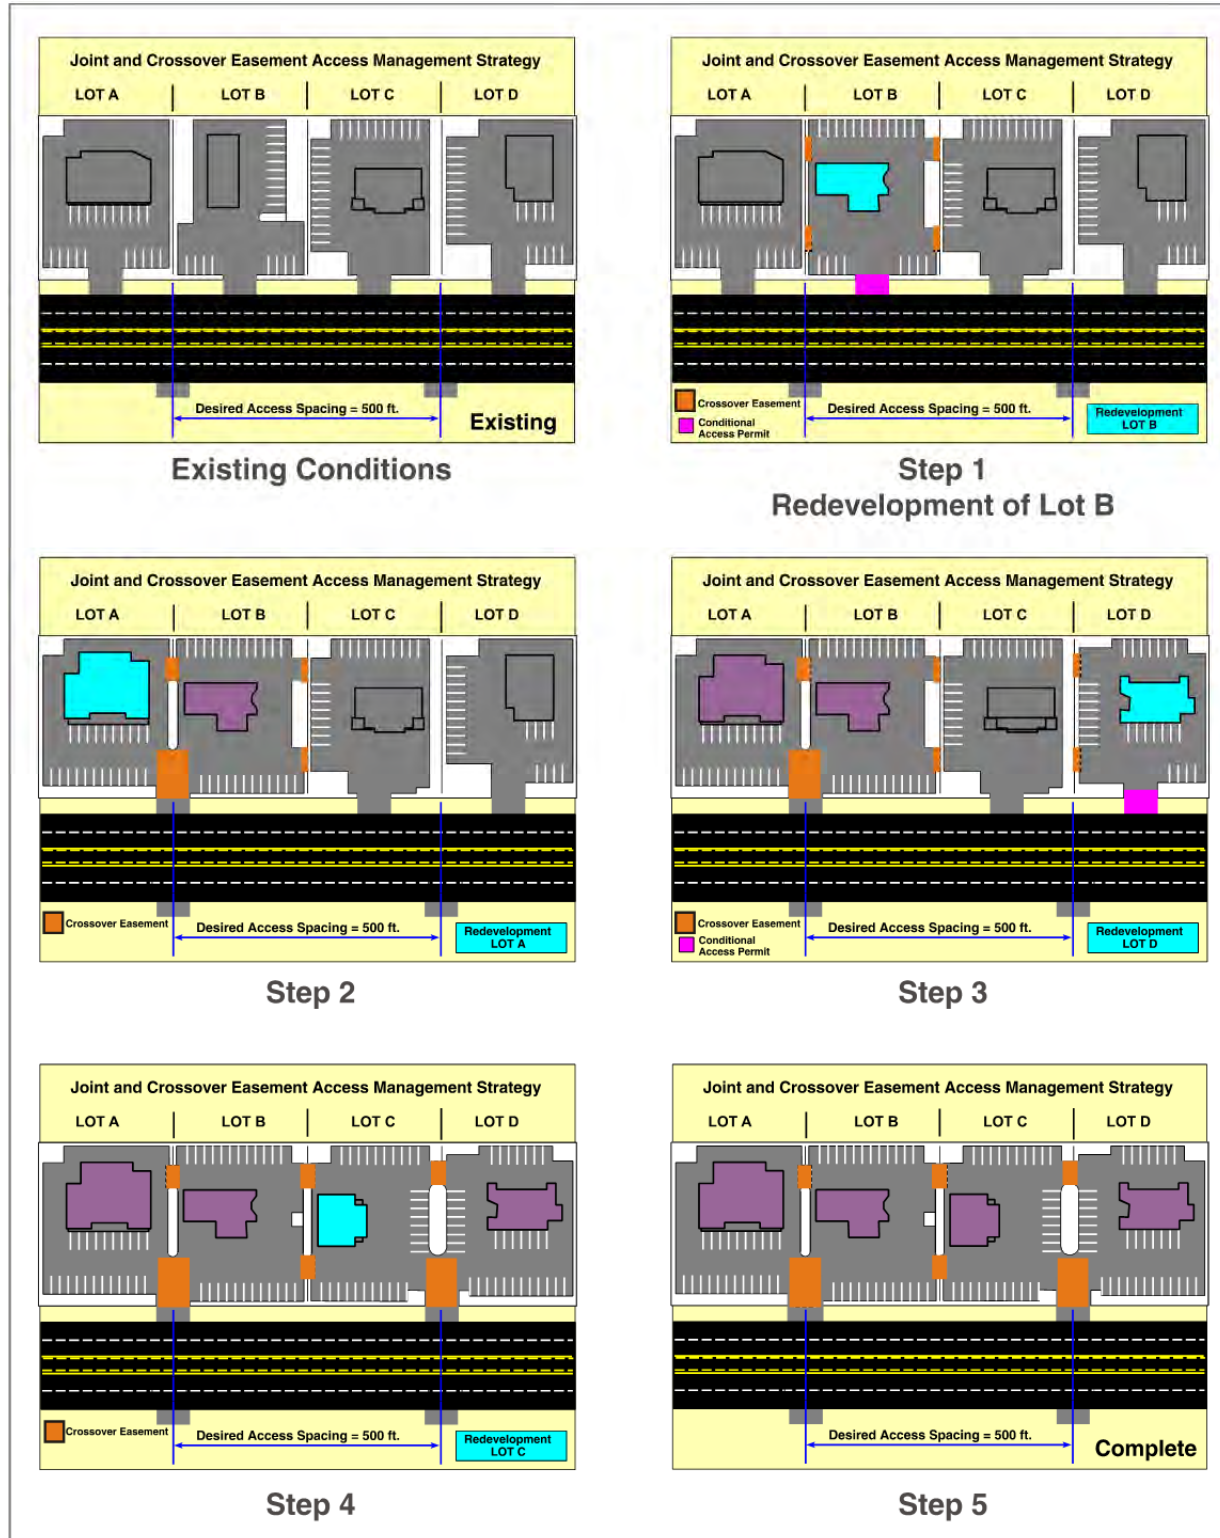 Joint and Crossover Easement Access Management Strategy
LOT A LOT B LOT C LOT D
Desired Access Spacing = 500 ft.
Existing
Existing Conditions
Joint and Crossover Easement Access Management Strategy
LOT A LOT B LOT C LOT D
Crossover Easement
Desired Access Spacing = 500 ft.
Conditional
Access Permit
Redevelopment
LOT B
Step 1
Redevelopment of Lot B
Joint and Crossover Easement Access Management Strategy
LOT A LOT B LOT C LOT D
Crossover Easement
Desired Access Spacing = 500 ft.
Redevelopment
LOT A
Step 2
Joint and Crossover Easement Access Management Strategy
LOT A LOT B LOT C LOT D
Crossover Easement
Desired Access Spacing = 500 ft.
Conditional
Access Permit
Redevelopment
LOT D
Step 3
Joint and Crossover Easement Access Management Strategy
LOT A LOT B LOT C LOT D
Crossover Easement
Desired Access Spacing = 500 ft.
Redevelopment
LOT C
Step 4
Joint and Crossover Easement Access Management Strategy
LOT A LOT B LOT C LOT D
Desired Access Spacing = 500 ft.
Complete
Step 5